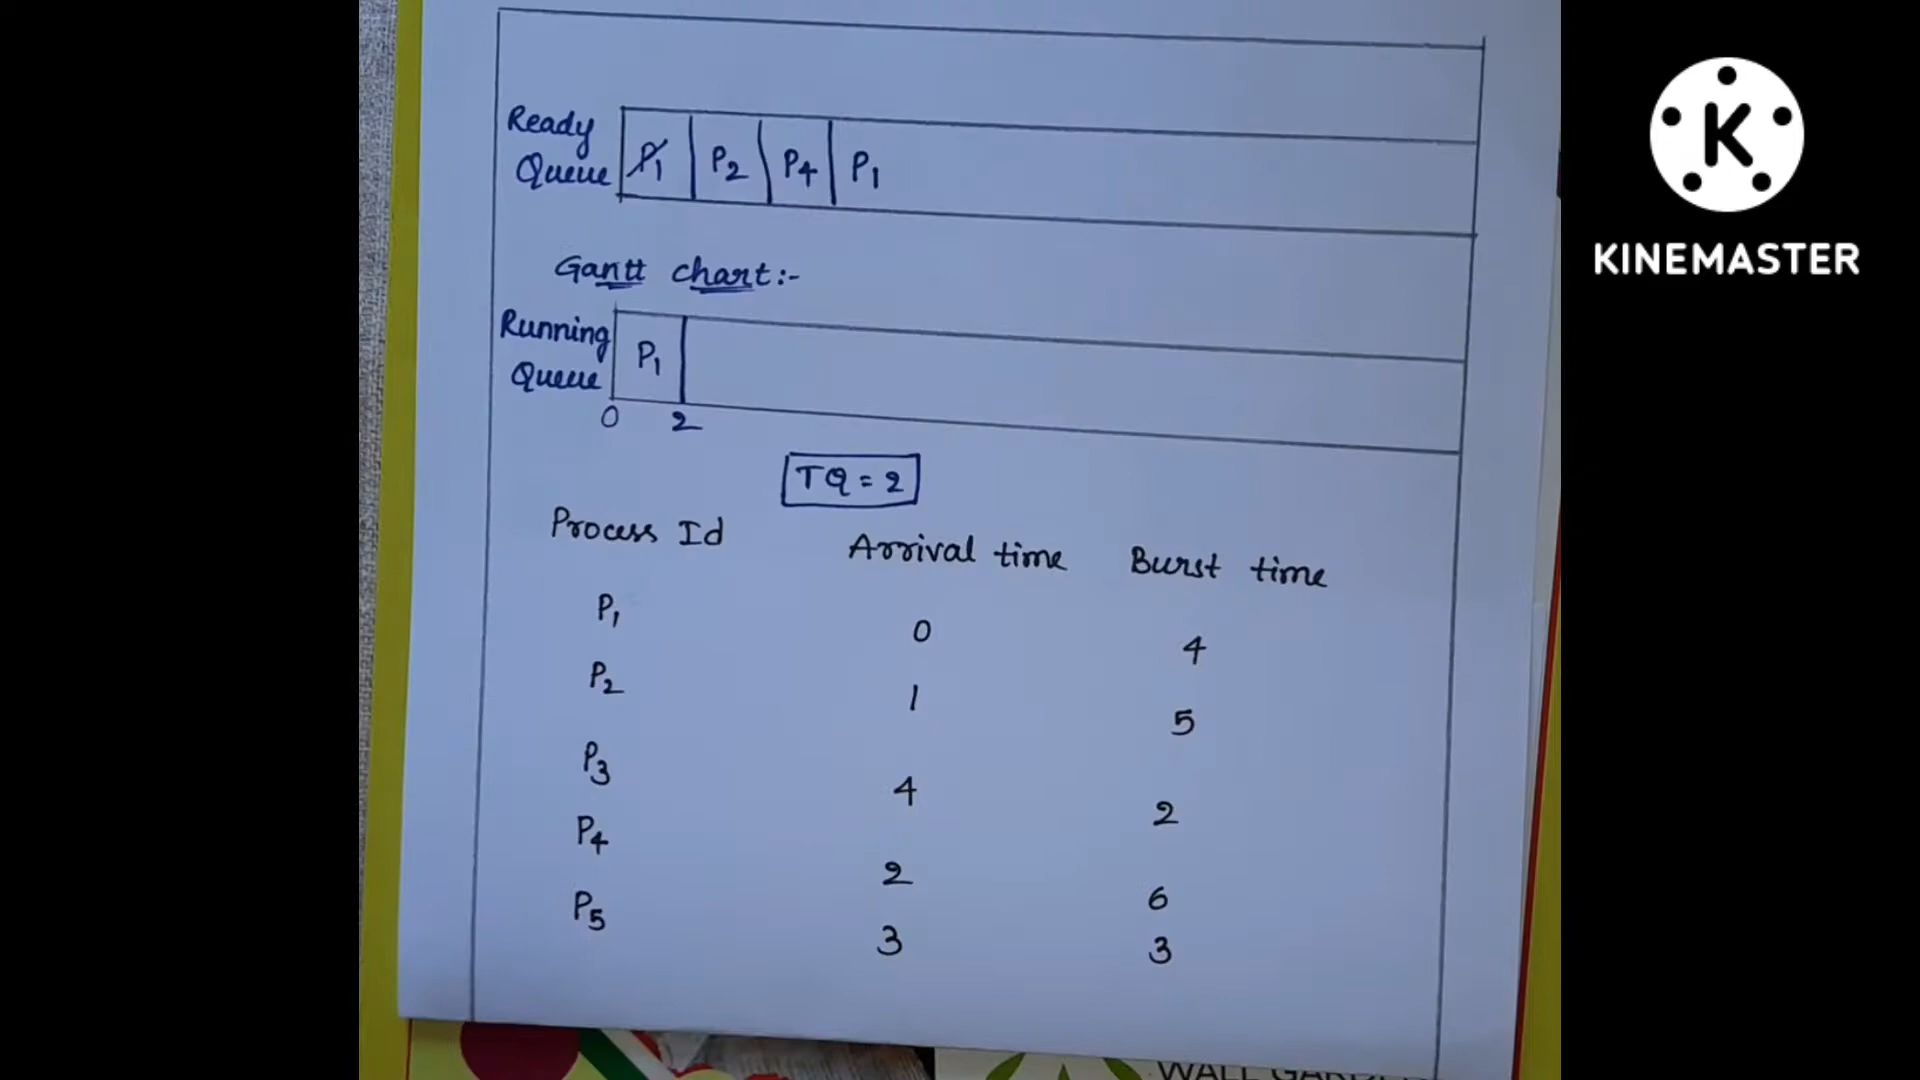 Ready
Queue
P1 P2 P4 P1
Gantt chart:-
Running
Queue
P1
0 2
TQ = 2
Process Id Arrival time Burst time
P1 0 4
P2 1 5
P3 4 2
P4 2 6
P5 3 3
K
KINEMASTER